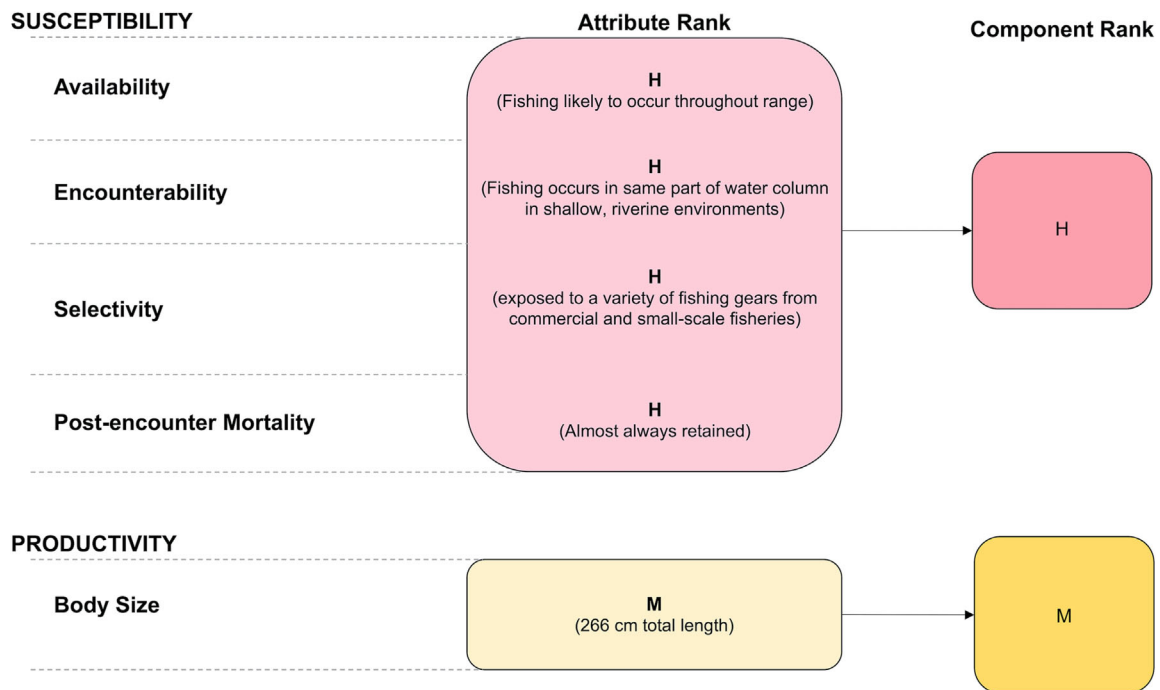 SUSCEPTIBILITY
Attribute Rank
Component Rank
Availability
H
(Fishing likely to occur throughout range)
Encounterability
H
(Fishing occurs in same part of water column
in shallow, riverine environments)
H
Selectivity
H
(exposed to a variety of fishing gears from
commercial and small-scale fisheries)
Post-encounter Mortality
H
(Almost always retained)
PRODUCTIVITY
Body Size
M
(266 cm total length)
M